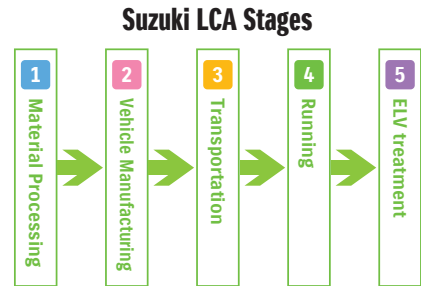 Suzuki LCA Stages
1
Material Processing
2
Vehicle Manufacturing
3
Transportation
4
Running
5
ELV treatment